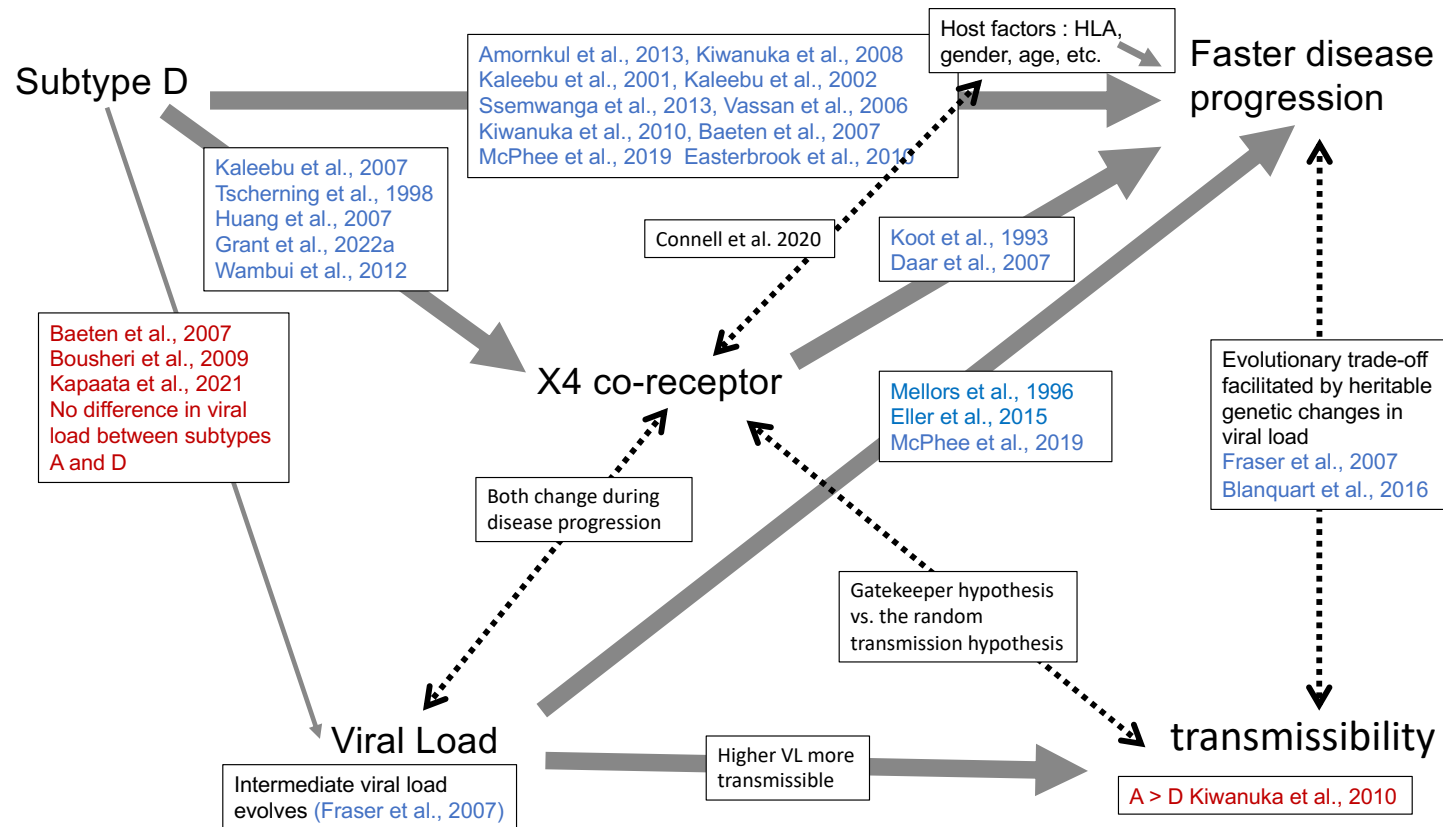 Subtype D
Amornkul et al., 2013, Kiwanuka et al., 2008
Kaleebu et al., 2001, Kaleebu et al., 2002
Ssemwanga et al., 2013, Vassan et al., 2006
Kiwanuka et al., 2010, Baeten et al., 2007
McPhee et al., 2019 Easterbrook et al., 2010
Host factors : HLA,
gender, age, etc.
Faster disease
progression
Kaleebu et al., 2007
Tscherning et al., 1998
Huang et al., 2007
Grant et al., 2022a
Wambui et al., 2012
Connell et al. 2020
Koot et al., 1993
Daar et al., 2007
Baeten et al., 2007
Bousheri et al., 2009
Kapaata et al., 2021
No difference in viral
load between subtypes
A and D
X4 co-receptor
Mellors et al., 1996
Eller et al., 2015
McPhee et al., 2019
Evolutionary trade-off
facilitated by heritable
genetic changes in
viral load
Fraser et al., 2007
Blanquart et al., 2016
Both change during
disease progression
Gatekeeper hypothesis
vs. the random
transmission hypothesis
Viral Load
Intermediate viral load
evolves (Fraser et al., 2007)
Higher VL more
transmissible
transmissibility
A > D Kiwanuka et al., 2010